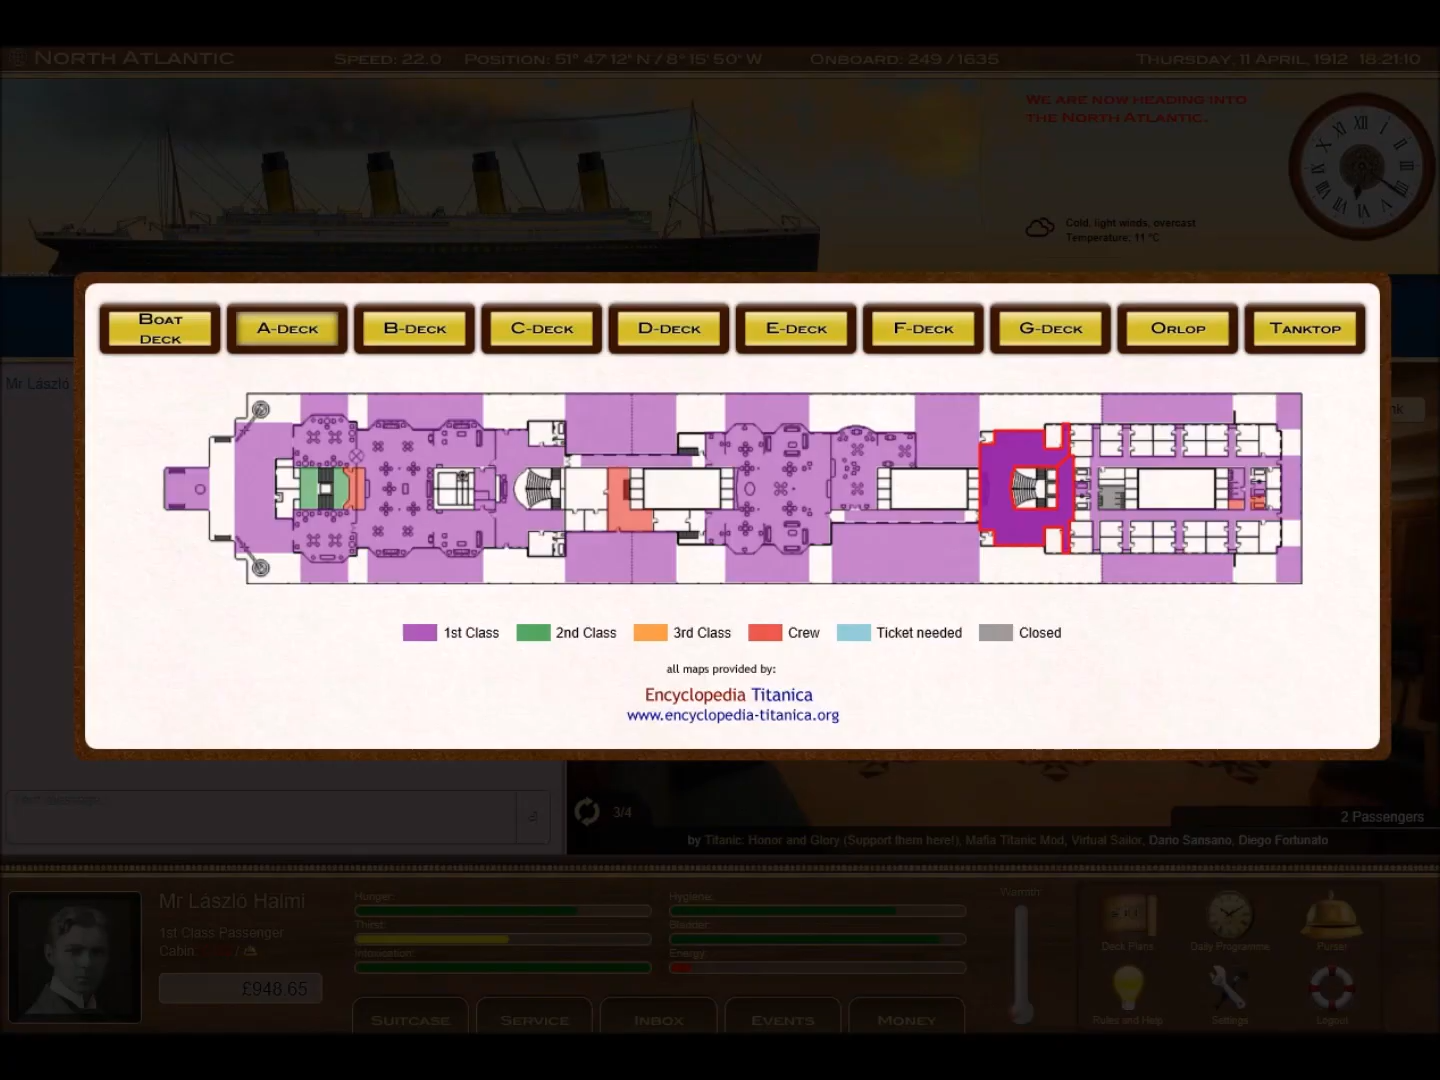 North Atlantic
Speed: 22.0 Position: 51° 47' 12" N / 8° 15' 50" W Onboard: 249 / 1635 Thursday, 11 April, 1912 18:21:10
We are now heading into
the North Atlantic.
Cold, light winds, overcast
Temperature: 11 °C
Boat
Deck
A-Deck
B-Deck
C-Deck
D-Deck
E-Deck
F-Deck
G-Deck
Orlop
Tanktop
Mr László
1st Class
2nd Class
3rd Class
Crew
Ticket needed
Closed
all maps provided by:
Encyclopedia Titanica
www.encyclopedia-titanica.org
3/4
2 Passengers
by Titanic: Honor and Glory (Support them here!), Mafia Titanic Mod, Virtual Sailor, Dario Sansano, Diego Fortunato
Mr László Halmi
1st Class Passenger
Cabin:
£948.65
Hunger:
Thirst:
Intoxication:
Hygiene:
Bladder:
Energy:
Warmth:
Deck Plans
Daily Programme
Purser
Rules and Help
Settings
Logout
Suitcase
Service
Inbox
Events
Money